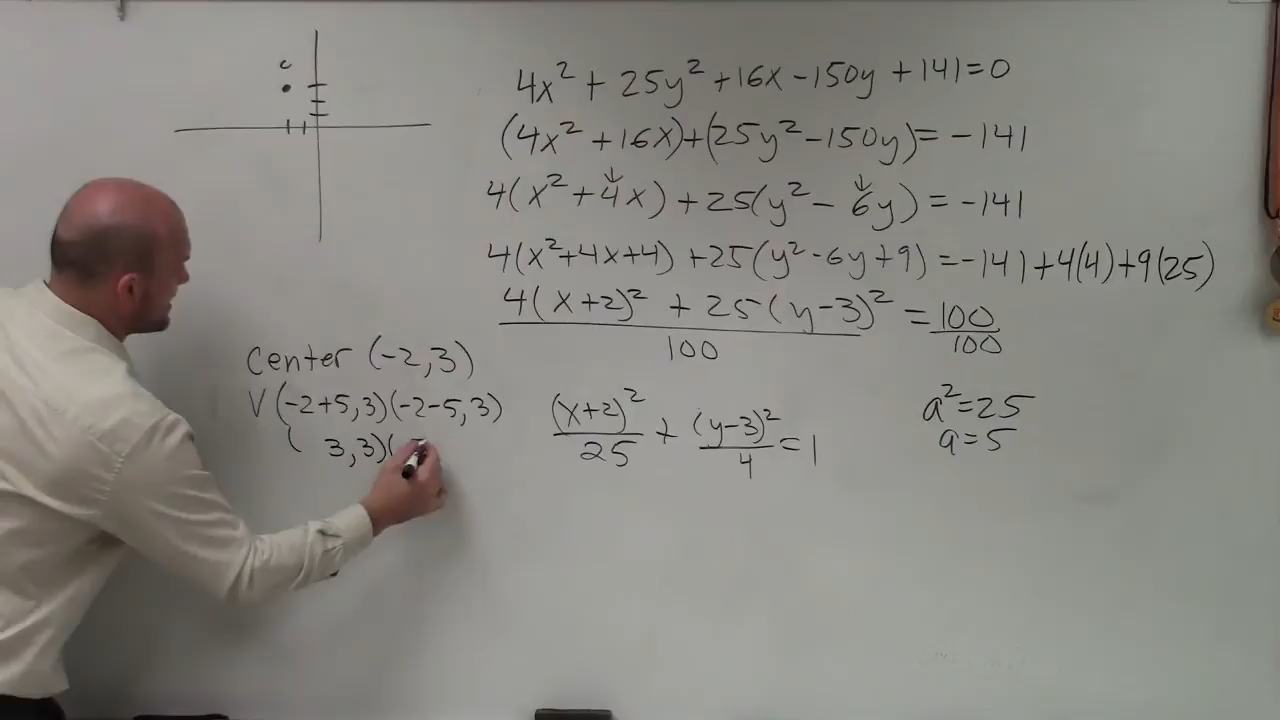 c
4x² + 25y² + 16x - 150y + 141 = 0
(4x² + 16x) + (25y² - 150y) = -141
4(x² + 4x) + 25(y² - 6y) = -141
4(x² + 4x + 4) + 25(y² - 6y + 9) = -141 + 4(4) + 9(25)
4(x+2)² + 25(y-3)² = 100
100 100
Center (-2,3)
V (-2+5,3)(-2-5,3)
( 3,3)(
(x+2)²/25 + (y-3)²/4 = 1
a² = 25
a = 5